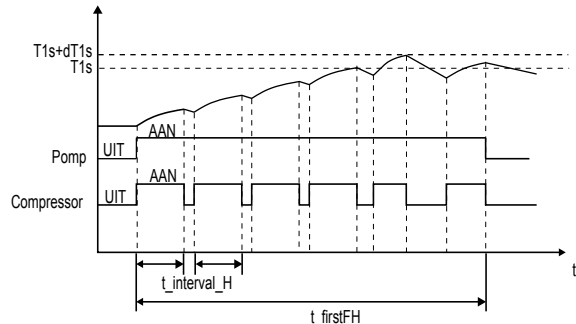 T1s+dT1s
T1s
AAN
UIT
Pomp
AAN
UIT
Compressor
t_interval_H
t
t_firstFH